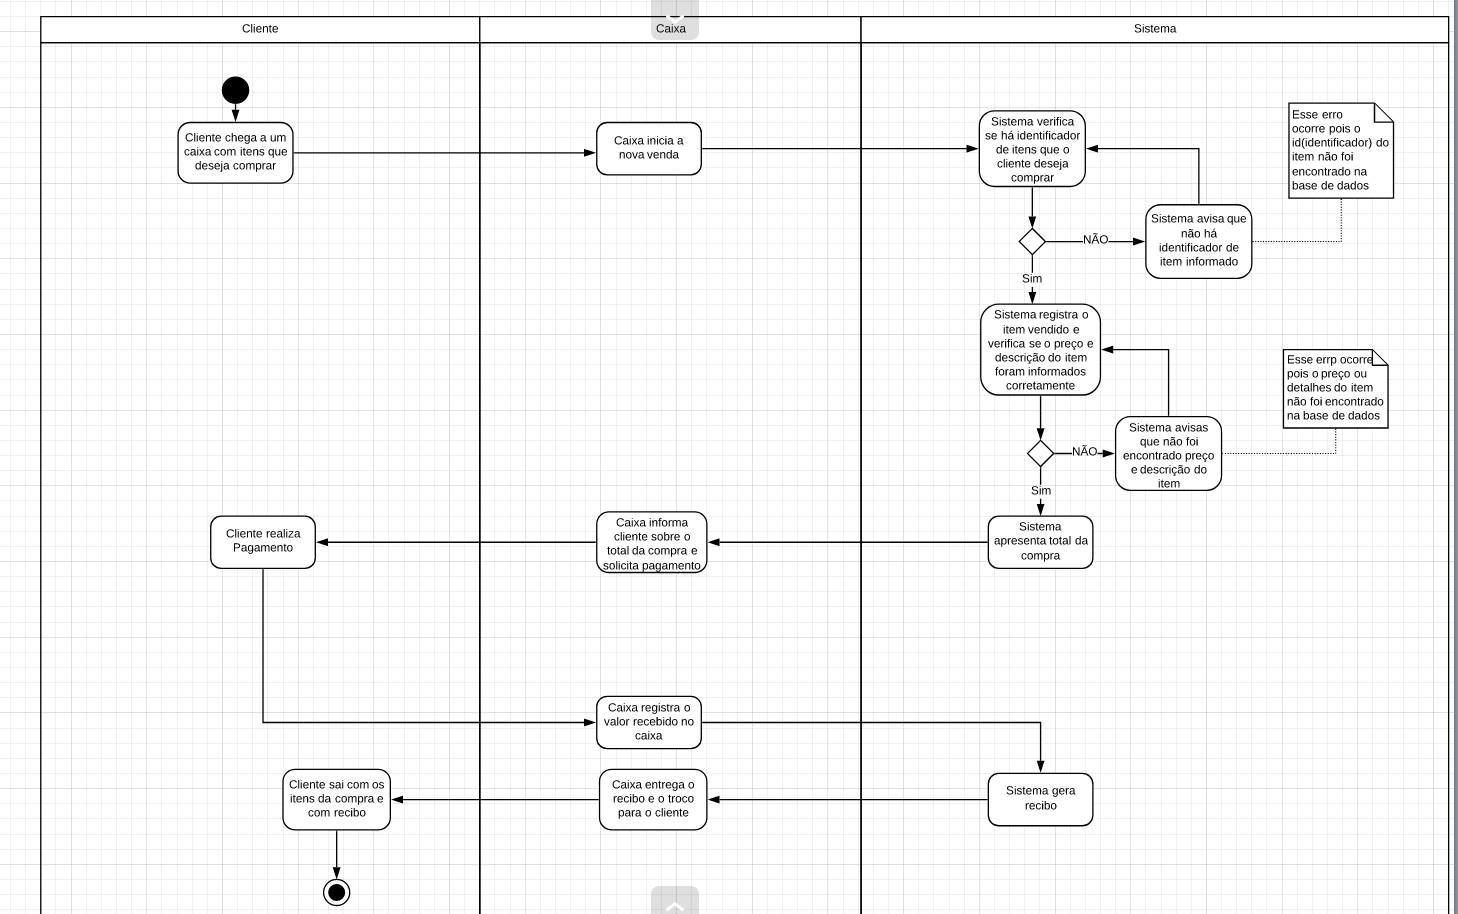 Cliente
Caixa
Sistema
Cliente chega a um
caixa com itens que
deseja comprar
Caixa inicia a
nova venda
Sistema verifica
se há identificador
de itens que o
cliente deseja
comprar
Esse erro
ocorre pois o
id(identificador) do
item não foi
encontrado na
base de dados
NÃO
Sistema avisa que
não há
identificador de
item informado
Sim
Sistema registra o
item vendido e
verifica se o preço e
descrição do item
foram informados
corretamente
Esse errp ocorre
pois o preço ou
detalhes do item
não foi encontrado
na base de dados
NÃO
Sistema avisas
que não foi
encontrado preço
e descrição do
item
Sim
Sistema
apresenta total da
compra
Caixa informa
cliente sobre o
total da compra e
solicita pagamento
Cliente realiza
Pagamento
Caixa registra o
valor recebido no
caixa
Sistema gera
recibo
Caixa entrega o
recibo e o troco
para o cliente
Cliente sai com os
itens da compra e
com recibo